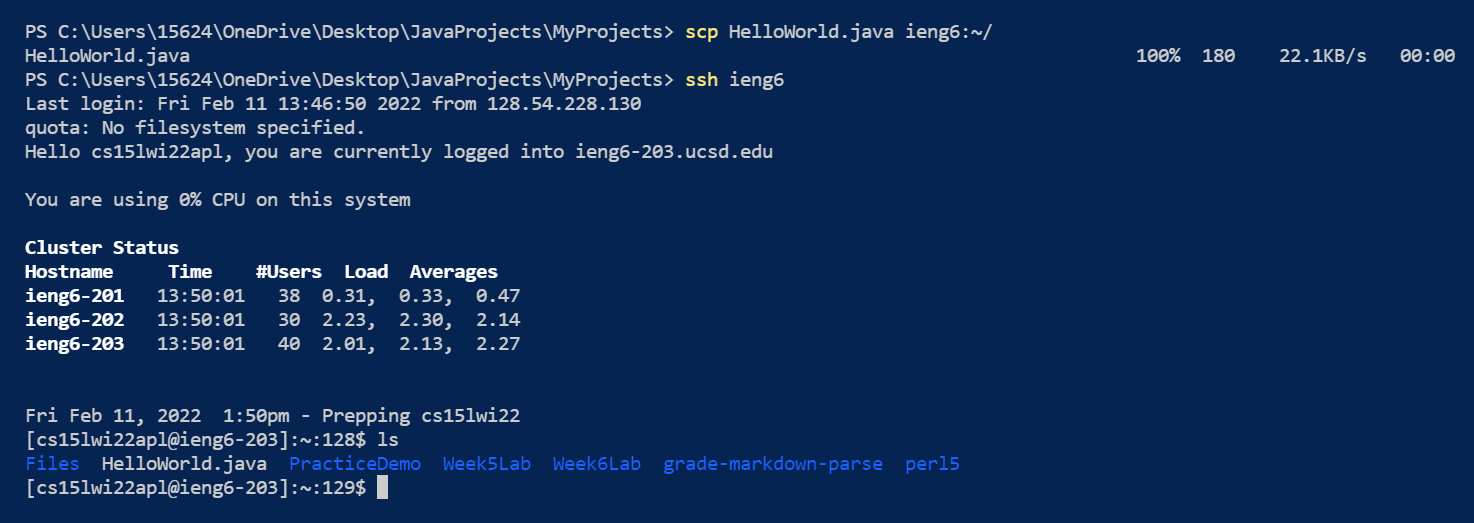 PS C:\Users\15624\OneDrive\Desktop\JavaProjects\MyProjects> scp HelloWorld.java ieng6:~/
HelloWorld.java 100% 180 22.1KB/s 00:00
PS C:\Users\15624\OneDrive\Desktop\JavaProjects\MyProjects> ssh ieng6
Last login: Fri Feb 11 13:46:50 2022 from 128.54.228.130
quota: No filesystem specified.
Hello cs15lwi22apl, you are currently logged into ieng6-203.ucsd.edu
You are using 0% CPU on this system
Cluster Status
Hostname Time #Users Load Averages
ieng6-201 13:50:01 38 0.31, 0.33, 0.47
ieng6-202 13:50:01 30 2.23, 2.30, 2.14
ieng6-203 13:50:01 40 2.01, 2.13, 2.27
Fri Feb 11, 2022 1:50pm - Prepping cs15lwi22
[cs15lwi22apl@ieng6-203]:~:128$ ls
Files HelloWorld.java PracticeDemo Week5Lab Week6Lab grade-markdown-parse perl5
[cs15lwi22apl@ieng6-203]:~:129$